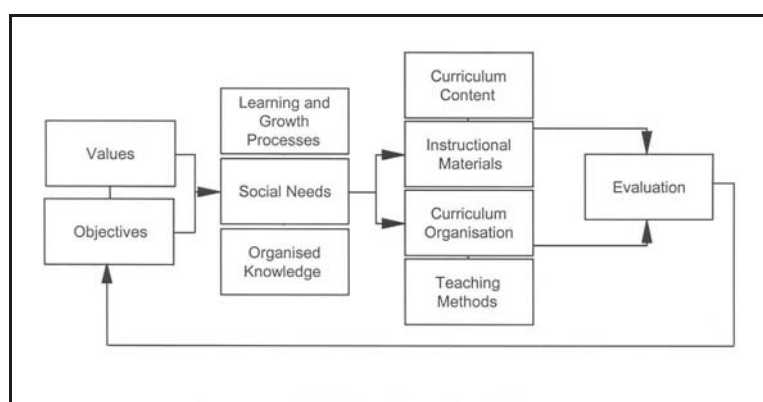 Values
Objectives
Learning and
Growth
Processes
Social Needs
Organised
Knowledge
Curriculum
Content
Instructional
Materials
Curriculum
Organisation
Teaching
Methods
Evaluation